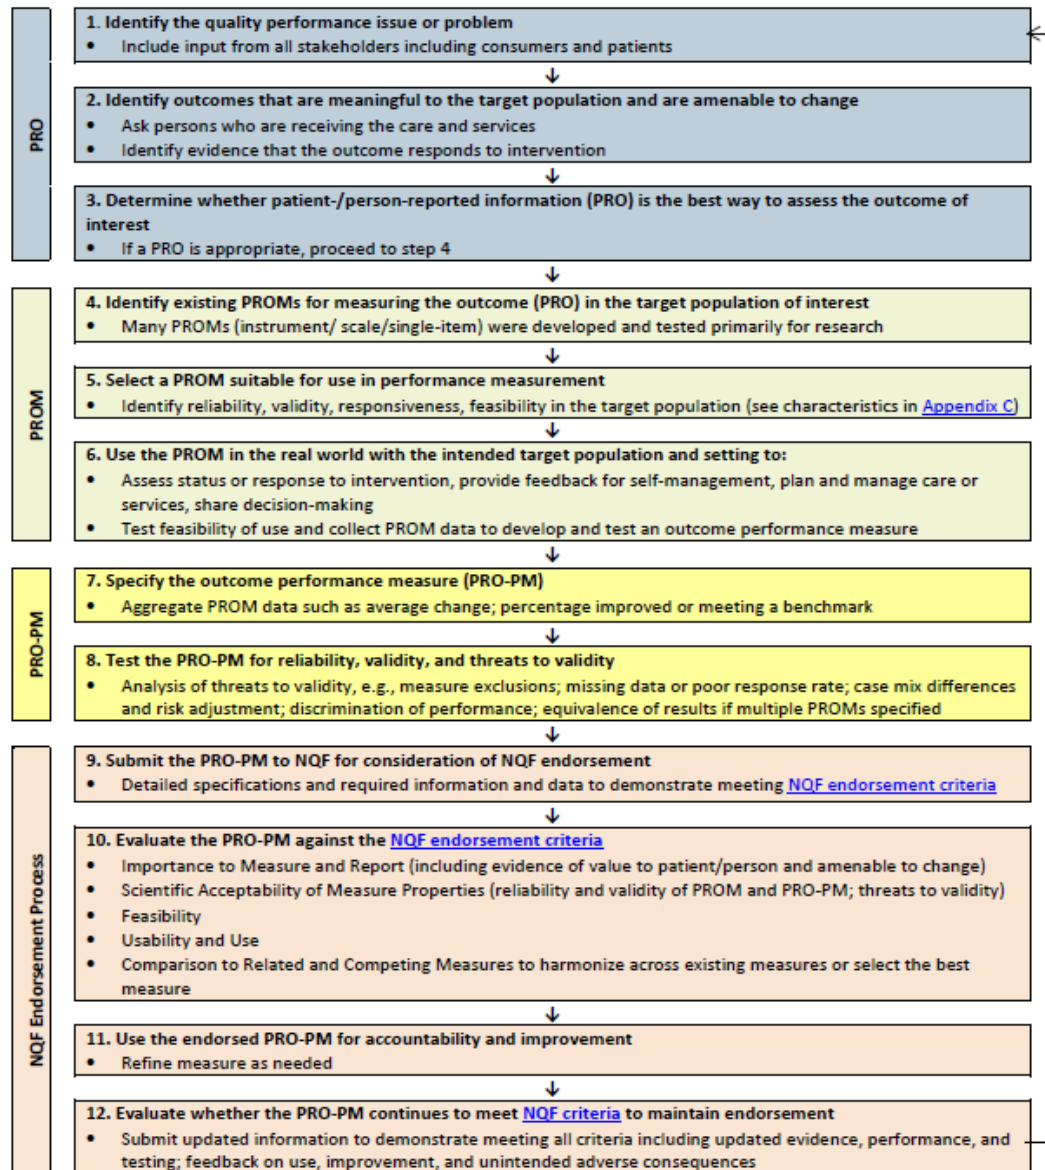 PRO
1. Identify the quality performance issue or problem
• Include input from all stakeholders including consumers and patients
2. Identify outcomes that are meaningful to the target population and are amenable to change
• Ask persons who are receiving the care and services
• Identify evidence that the outcome responds to intervention
3. Determine whether patient-/person-reported information (PRO) is the best way to assess the outcome of
interest
• If a PRO is appropriate, proceed to step 4
PROM
4. Identify existing PROMs for measuring the outcome (PRO) in the target population of interest
• Many PROMs (instrument/ scale/single-item) were developed and tested primarily for research
5. Select a PROM suitable for use in performance measurement
• Identify reliability, validity, responsiveness, feasibility in the target population (see characteristics in Appendix C)
6. Use the PROM in the real world with the intended target population and setting to:
• Assess status or response to intervention, provide feedback for self-management, plan and manage care or
services, share decision-making
• Test feasibility of use and collect PROM data to develop and test an outcome performance measure
PRO-PM
7. Specify the outcome performance measure (PRO-PM)
• Aggregate PROM data such as average change; percentage improved or meeting a benchmark
8. Test the PRO-PM for reliability, validity, and threats to validity
• Analysis of threats to validity, e.g., measure exclusions; missing data or poor response rate; case mix differences
and risk adjustment; discrimination of performance; equivalence of results if multiple PROMs specified
NQF Endorsement Process
9. Submit the PRO-PM to NQF for consideration of NQF endorsement
• Detailed specifications and required information and data to demonstrate meeting NQF endorsement criteria
10. Evaluate the PRO-PM against the NQF endorsement criteria
• Importance to Measure and Report (including evidence of value to patient/person and amenable to change)
• Scientific Acceptability of Measure Properties (reliability and validity of PROM and PRO-PM; threats to validity)
• Feasibility
• Usability and Use
• Comparison to Related and Competing Measures to harmonize across existing measures or select the best
measure
11. Use the endorsed PRO-PM for accountability and improvement
• Refine measure as needed
12. Evaluate whether the PRO-PM continues to meet NQF criteria to maintain endorsement
• Submit updated information to demonstrate meeting all criteria including updated evidence, performance, and
testing; feedback on use, improvement, and unintended adverse consequences